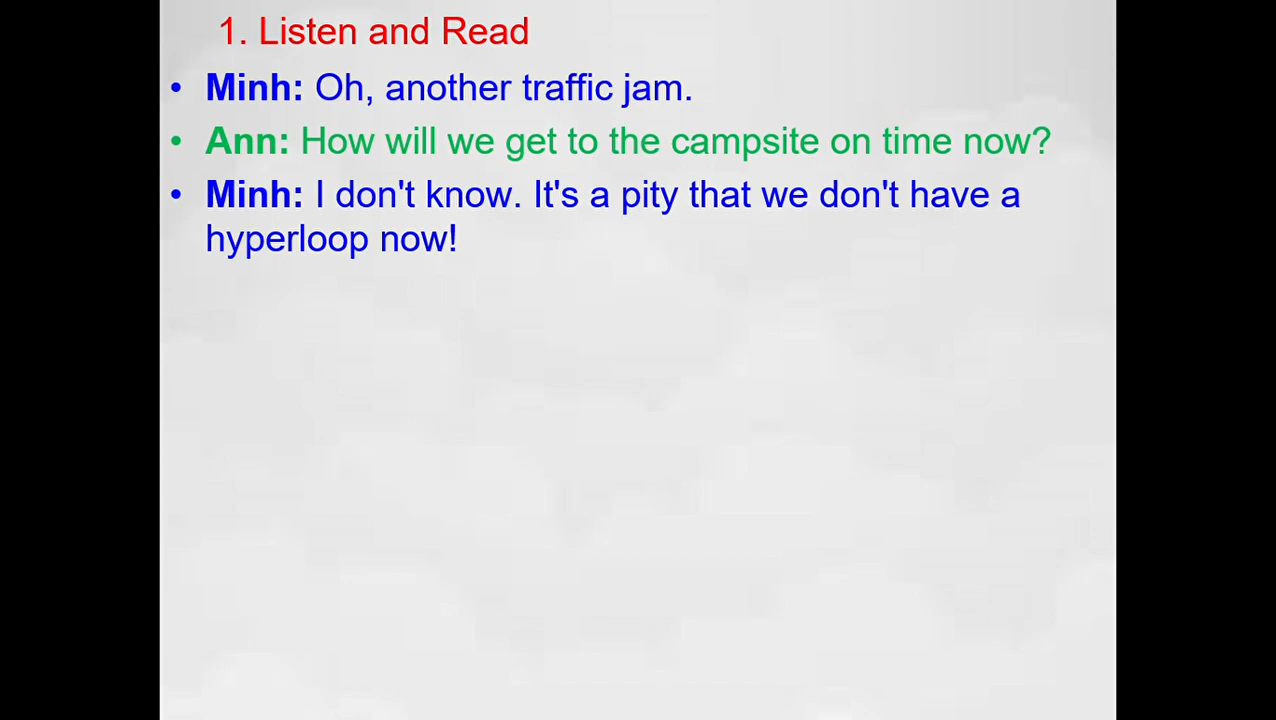 1. Listen and Read
• Minh: Oh, another traffic jam.
• Ann: How will we get to the campsite on time now?
• Minh: I don't know. It's a pity that we don't have a
hyperloop now!